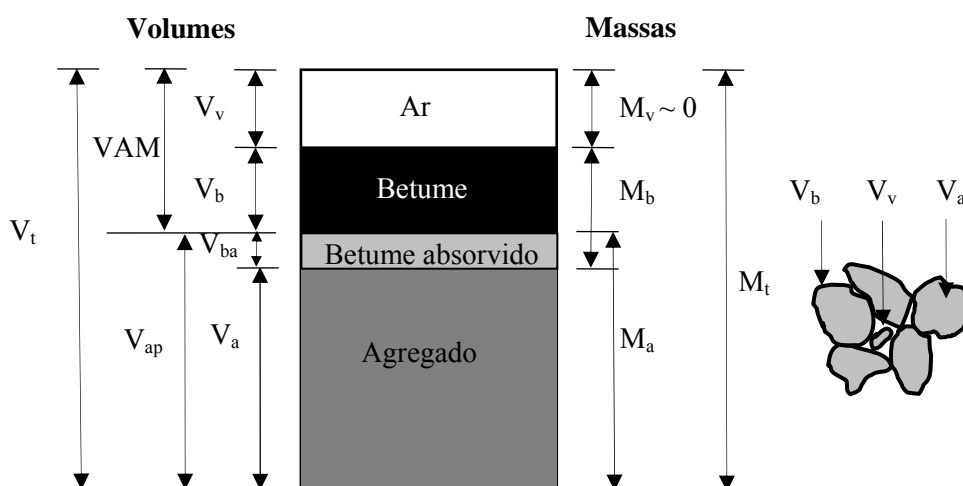 Volumes Massas
V_v Ar M_v ~ 0
VAM
V_b Betume M_b V_b V_v V_a
V_t
V_ba Betume absorvido
M_t
V_ap V_a Agregado M_a